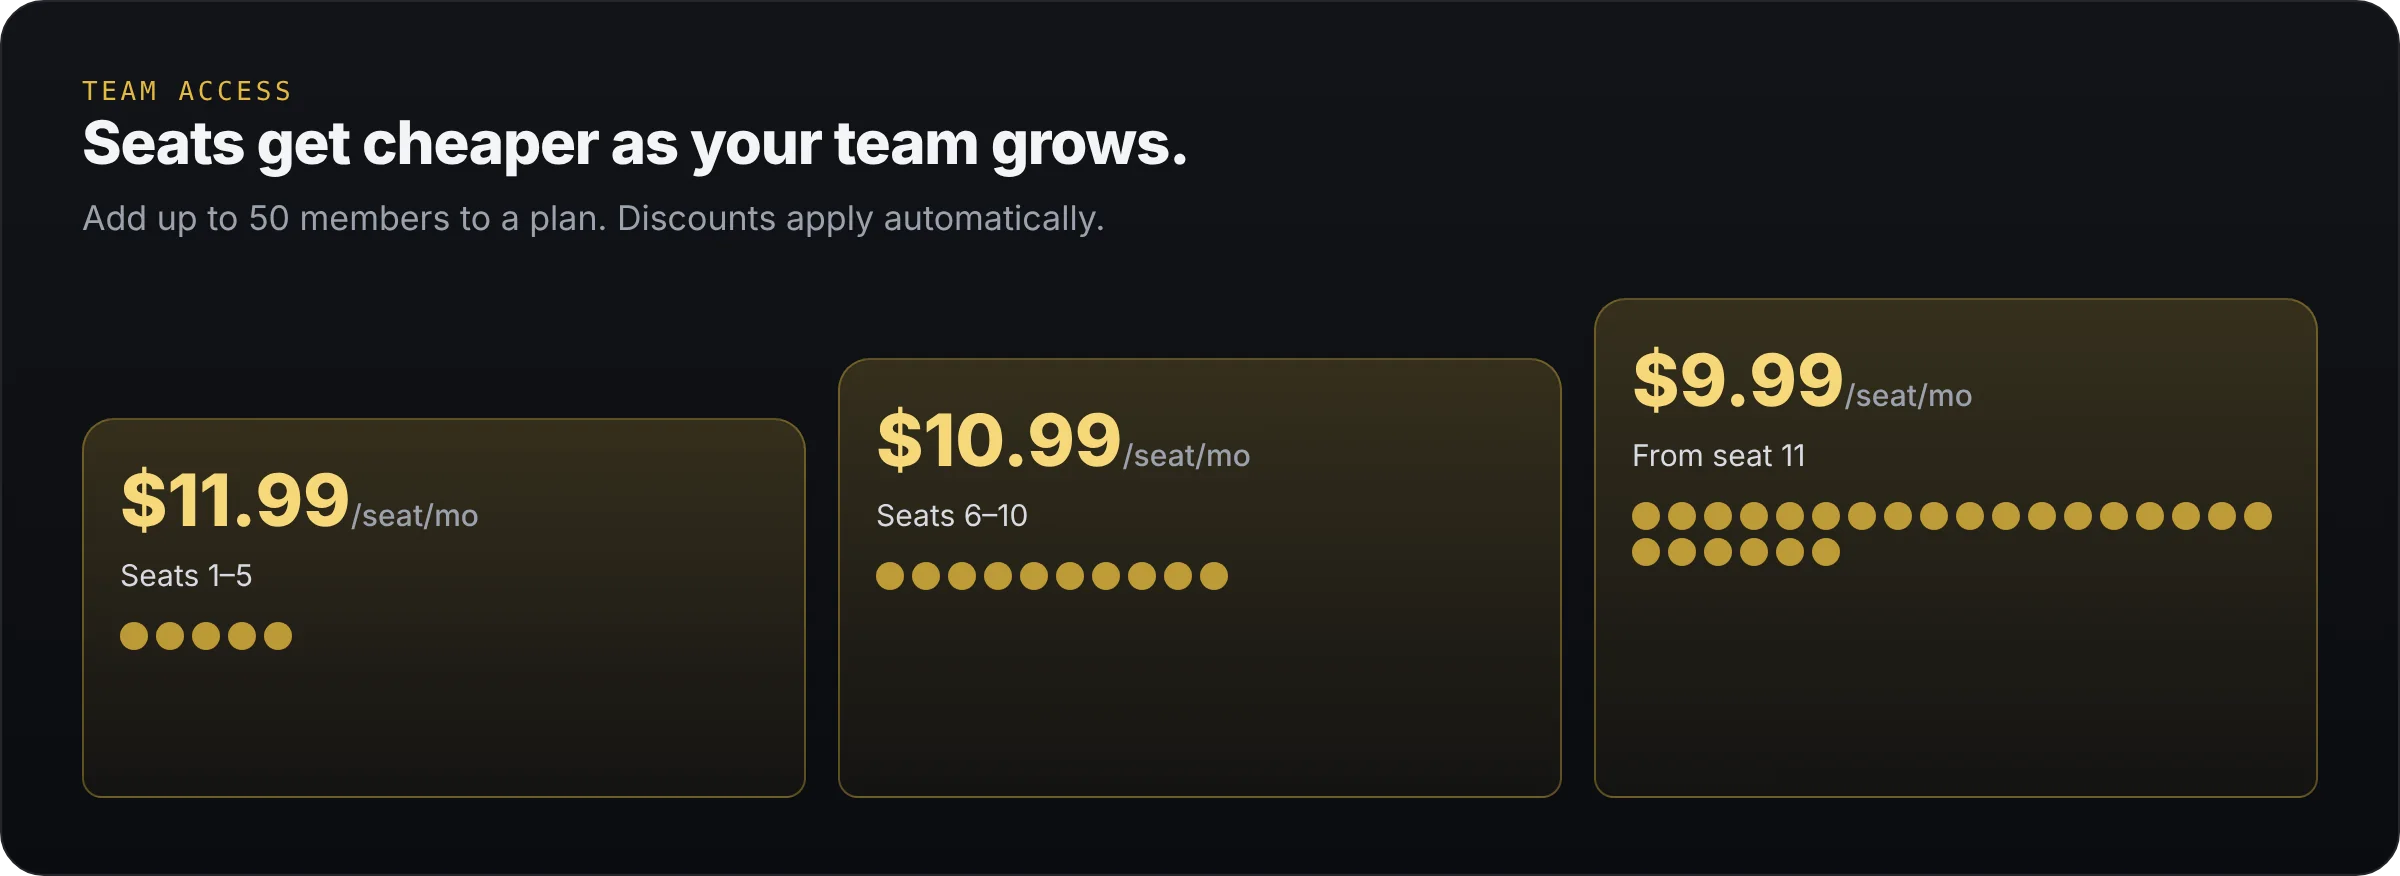 TEAM ACCESS
Seats get cheaper as your team grows.
Add up to 50 members to a plan. Discounts apply automatically.
$11.99/seat/mo
Seats 1–5
$10.99/seat/mo
Seats 6–10
$9.99/seat/mo
From seat 11